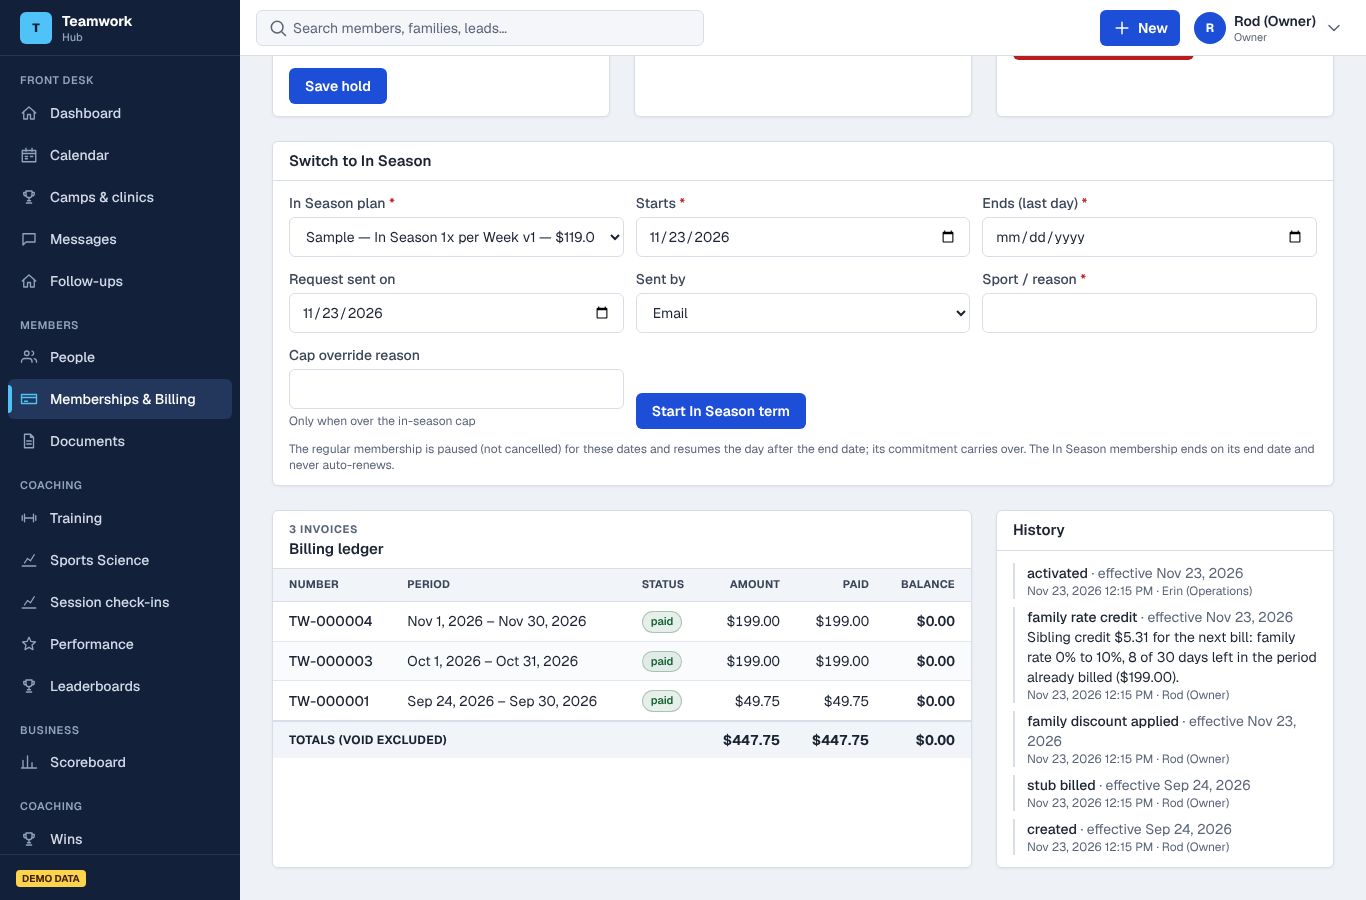 T
Teamwork
Hub
Search members, families, leads...
New
R
Rod (Owner)
Owner
FRONT DESK
Dashboard
Calendar
Camps & clinics
Messages
Follow-ups
MEMBERS
People
Memberships & Billing
Documents
COACHING
Training
Sports Science
Session check-ins
Performance
Leaderboards
BUSINESS
Scoreboard
COACHING
Wins
DEMO DATA
Save hold
Switch to In Season
In Season plan *
Starts *
Ends (last day) *
Sample — In Season 1x per Week v1 — $119.0
11/23/2026
mm/dd/yyyy
Request sent on
Sent by
Sport / reason *
11/23/2026
Email
Cap override reason
Only when over the in-season cap
Start In Season term
The regular membership is paused (not cancelled) for these dates and resumes the day after the end date; its commitment carries over. The In Season membership ends on its end date and
never auto-renews.
3 INVOICES
Billing ledger
NUMBER PERIOD STATUS AMOUNT PAID BALANCE
TW-000004 Nov 1, 2026 – Nov 30, 2026 paid $199.00 $199.00 $0.00
TW-000003 Oct 1, 2026 – Oct 31, 2026 paid $199.00 $199.00 $0.00
TW-000001 Sep 24, 2026 – Sep 30, 2026 paid $49.75 $49.75 $0.00
TOTALS (VOID EXCLUDED) $447.75 $447.75 $0.00
History
activated · effective Nov 23, 2026
Nov 23, 2026 12:15 PM · Erin (Operations)
family rate credit · effective Nov 23, 2026
Sibling credit $5.31 for the next bill: family
rate 0% to 10%, 8 of 30 days left in the period
already billed ($199.00).
Nov 23, 2026 12:15 PM · Rod (Owner)
family discount applied · effective Nov 23,
2026
Nov 23, 2026 12:15 PM · Rod (Owner)
stub billed · effective Sep 24, 2026
Nov 23, 2026 12:15 PM · Rod (Owner)
created · effective Sep 24, 2026
Nov 23, 2026 12:15 PM · Rod (Owner)